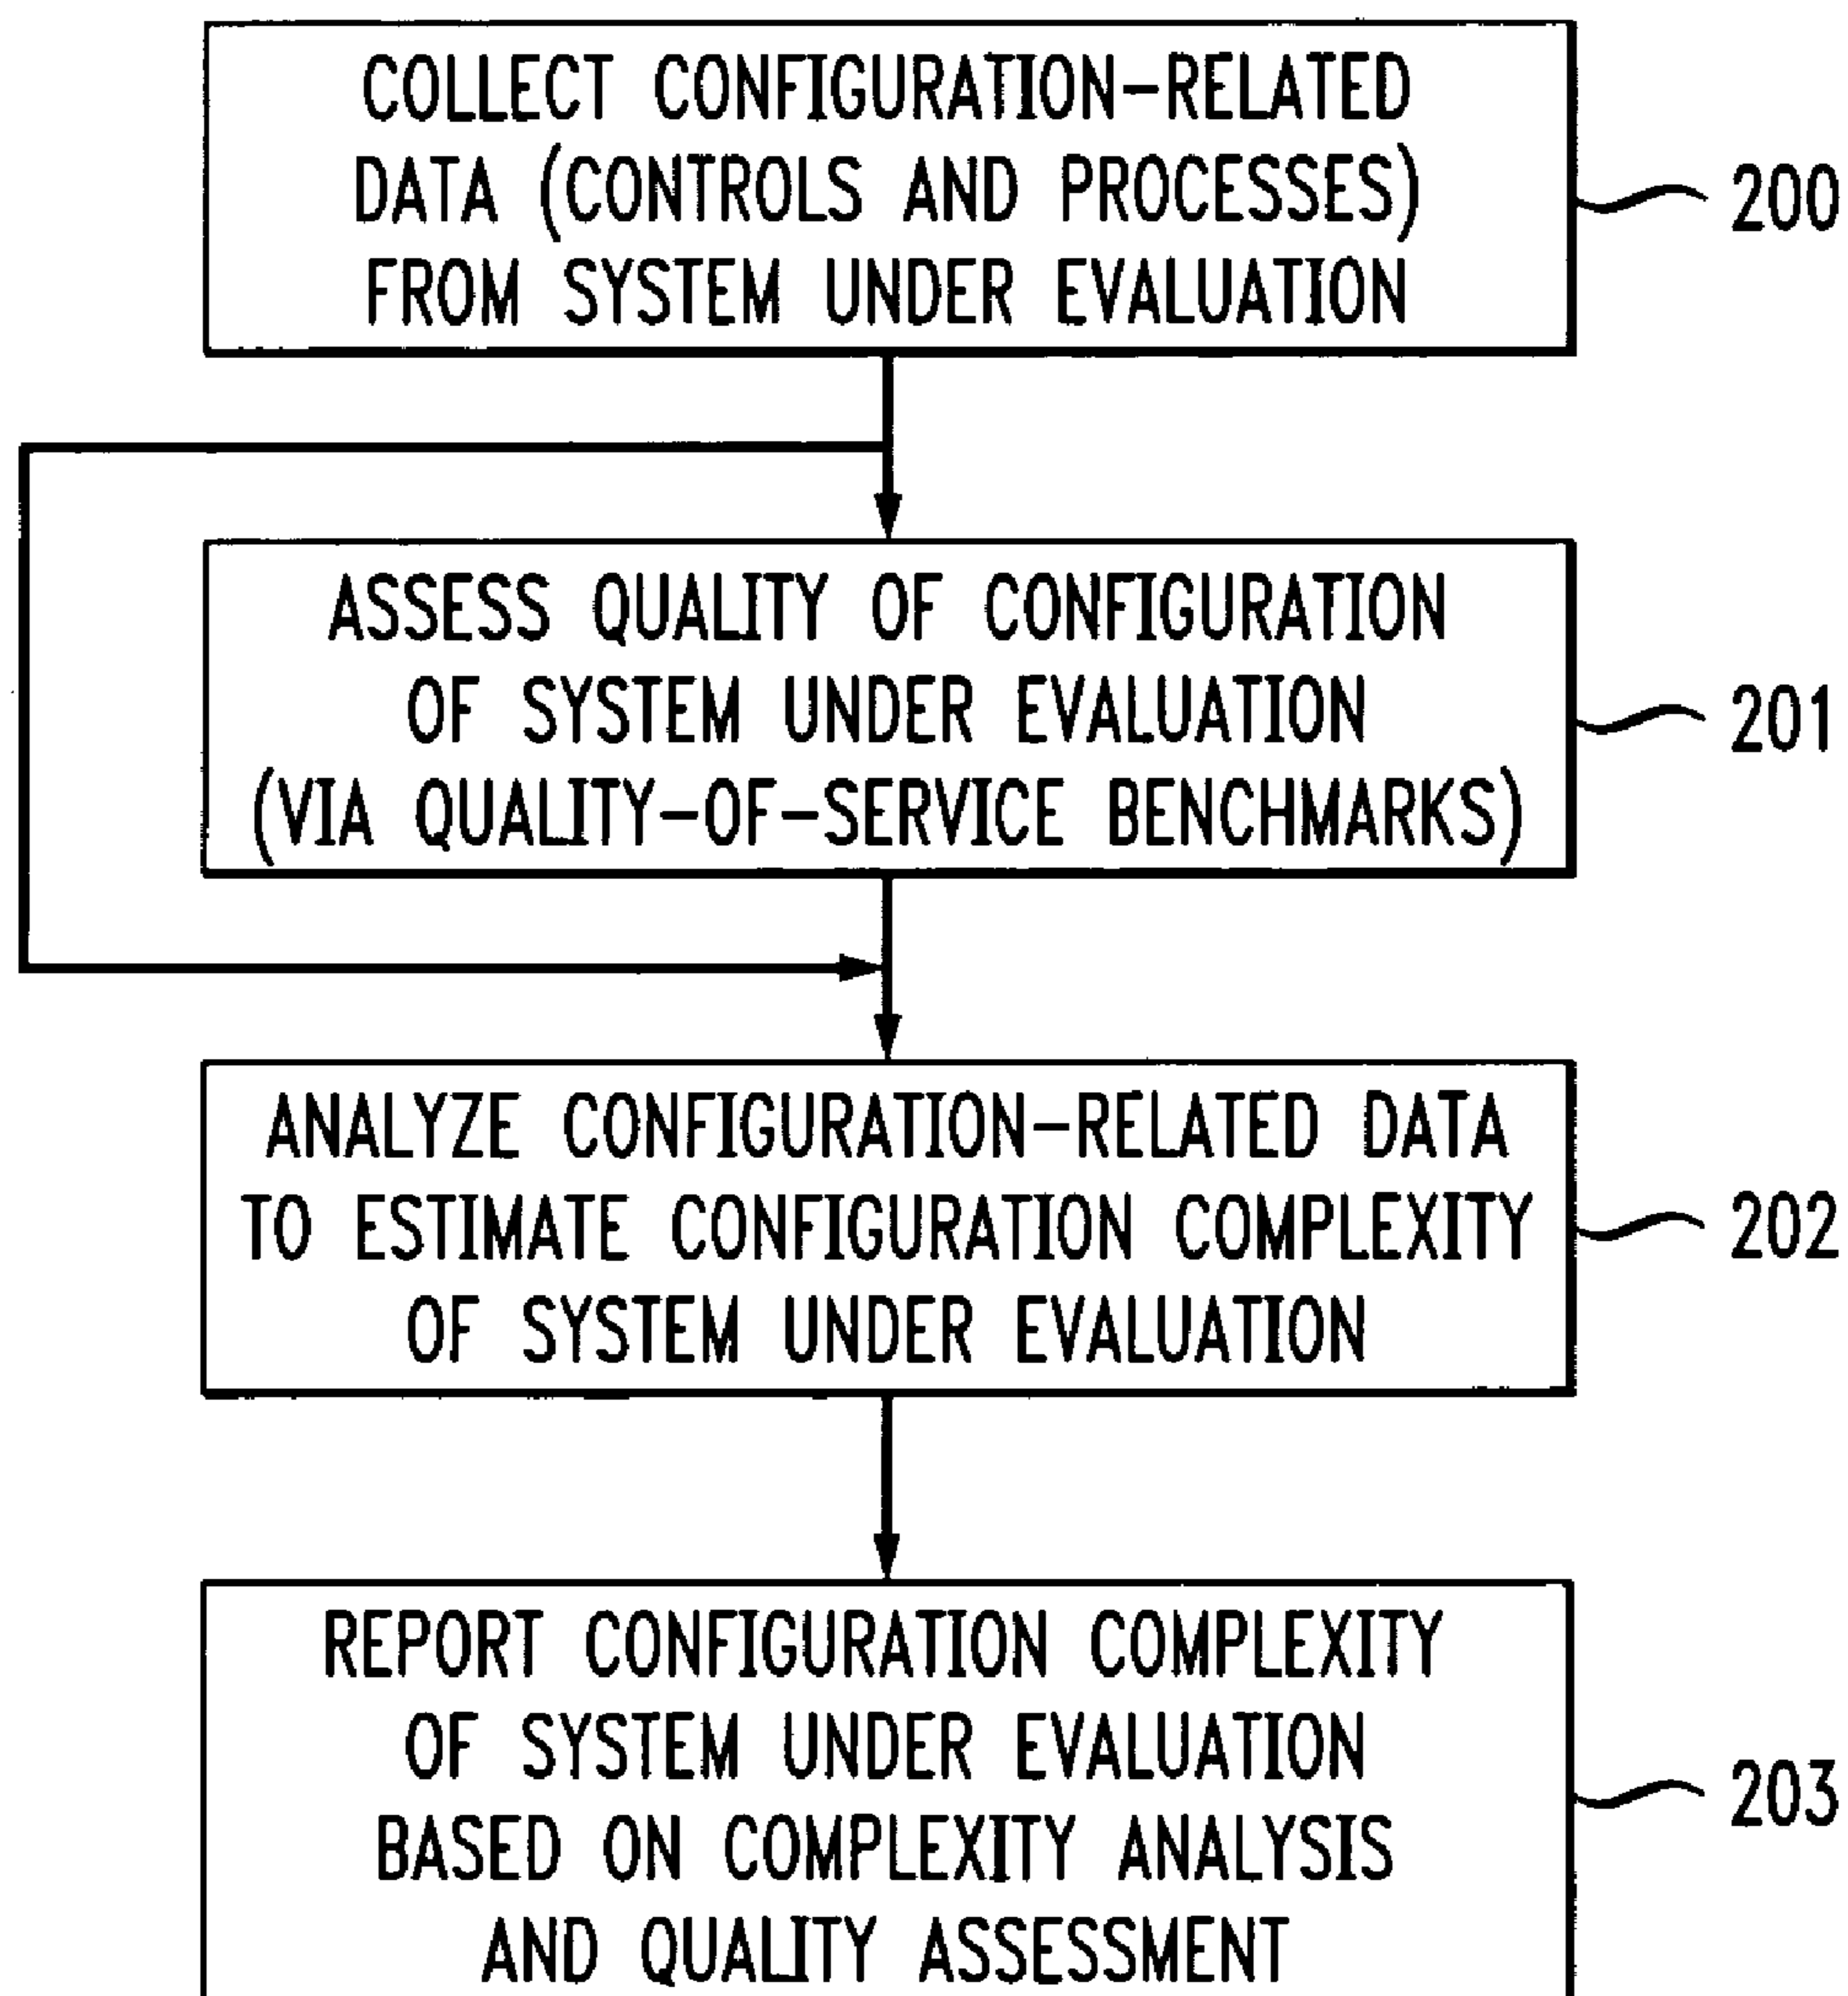 COLLECT CONFIGURATION-RELATED
DATA (CONTROLS AND PROCESSES)
FROM SYSTEM UNDER EVALUATION
200
ASSESS QUALITY OF CONFIGURATION
OF SYSTEM UNDER EVALUATION
(VIA QUALITY-OF-SERVICE BENCHMARKS)
201
ANALYZE CONFIGURATION-RELATED DATA
TO ESTIMATE CONFIGURATION COMPLEXITY
OF SYSTEM UNDER EVALUATION
202
REPORT CONFIGURATION COMPLEXITY
OF SYSTEM UNDER EVALUATION
BASED ON COMPLEXITY ANALYSIS
AND QUALITY ASSESSMENT
203